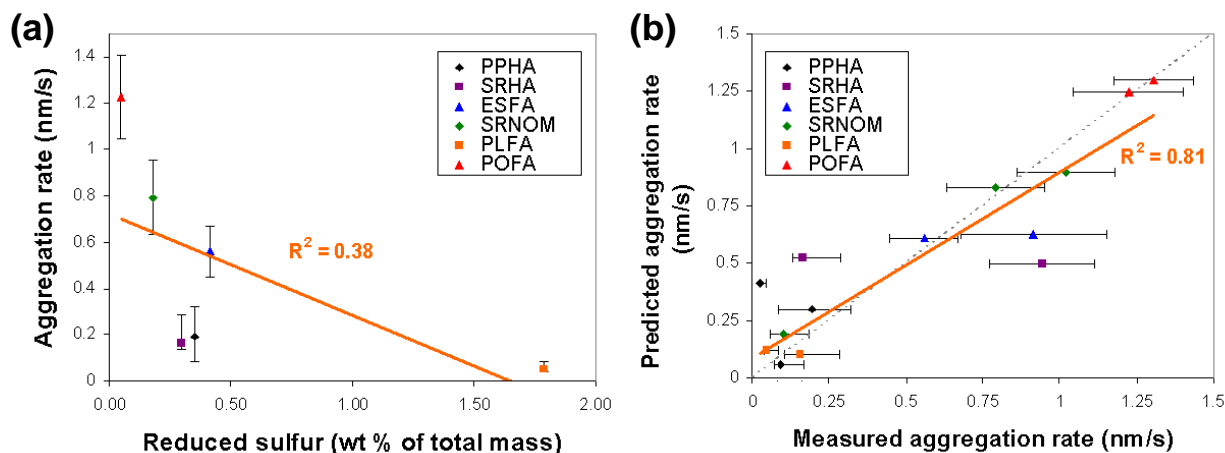 (a)
Aggregation rate (nm/s)
1.4
1.2
1
0.8
0.6
0.4
0.2
0
0.00
0.50
1.00
1.50
2.00
Reduced sulfur (wt % of total mass)
PPHA
SRHA
ESFA
SRNOM
PLFA
POFA
R² = 0.38
(b)
Predicted aggregation rate
(nm/s)
1.5
1.25
1
0.75
0.5
0.25
0
0
0.25
0.5
0.75
1
1.25
1.5
Measured aggregation rate (nm/s)
PPHA
SRHA
ESFA
SRNOM
PLFA
POFA
R² = 0.81